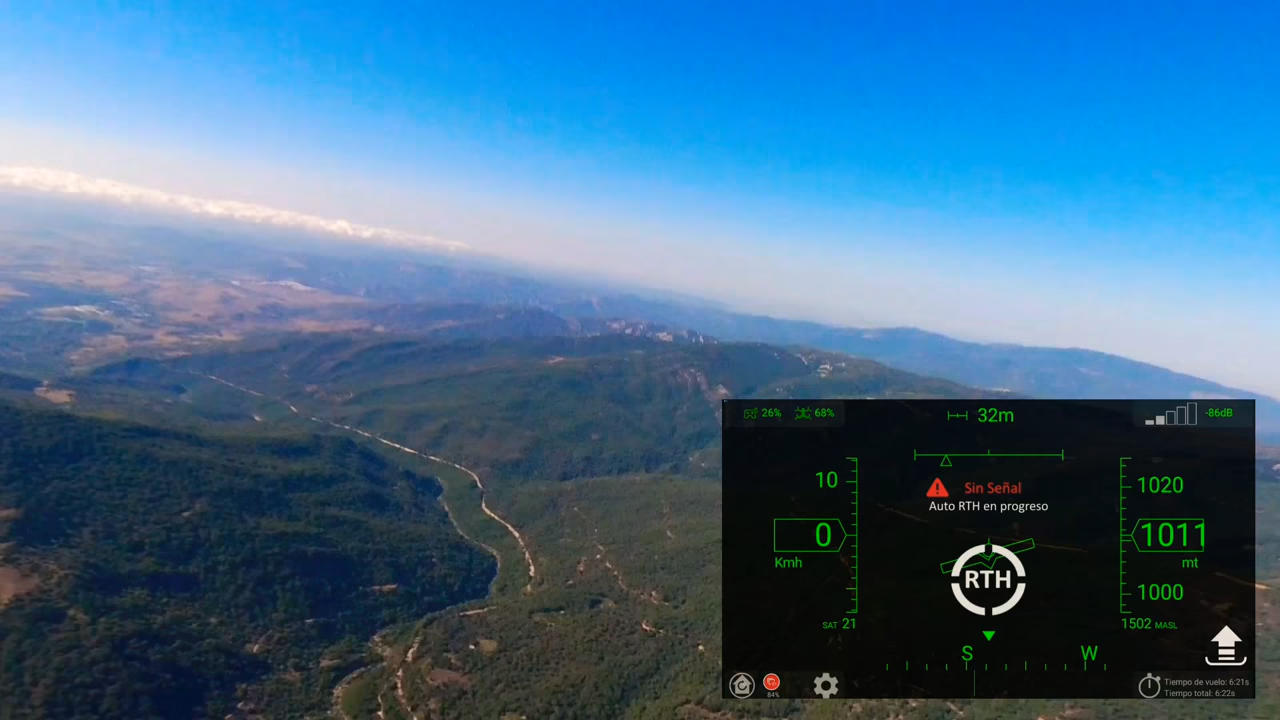 26% 68% 32m -86dB
Sin Señal
Auto RTH en progreso
10
0
Kmh
SAT 21
RTH
1020
1011
mt
1000
1502 MASL
S W
84%
Tiempo de vuelo: 6:21s
Tiempo total: 6:22s